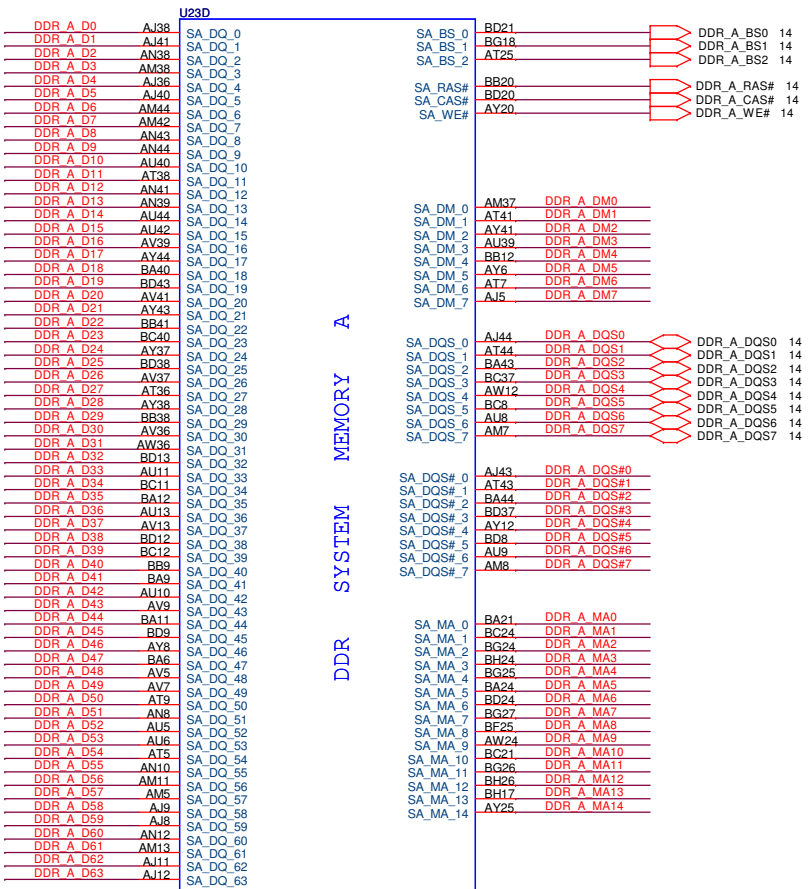 U23D
DDR_A_D0 AJ38 SA_DQ_0
DDR_A_D1 AJ41 SA_DQ_1
DDR_A_D2 AN38 SA_DQ_2
DDR_A_D3 AM38 SA_DQ_3
DDR_A_D4 AJ36 SA_DQ_4
DDR_A_D5 AJ40 SA_DQ_5
DDR_A_D6 AM44 SA_DQ_6
DDR_A_D7 AM42 SA_DQ_7
DDR_A_D8 AN43 SA_DQ_8
DDR_A_D9 AN44 SA_DQ_9
DDR_A_D10 AU40 SA_DQ_10
DDR_A_D11 AT38 SA_DQ_11
DDR_A_D12 AN41 SA_DQ_12
DDR_A_D13 AN39 SA_DQ_13
DDR_A_D14 AU44 SA_DQ_14
DDR_A_D15 AU42 SA_DQ_15
DDR_A_D16 AV39 SA_DQ_16
DDR_A_D17 AY44 SA_DQ_17
DDR_A_D18 BA40 SA_DQ_18
DDR_A_D19 BD43 SA_DQ_19
DDR_A_D20 AV41 SA_DQ_20
DDR_A_D21 AY43 SA_DQ_21
DDR_A_D22 BB41 SA_DQ_22
DDR_A_D23 BC40 SA_DQ_23
DDR_A_D24 AY37 SA_DQ_24
DDR_A_D25 BD38 SA_DQ_25
DDR_A_D26 AV37 SA_DQ_26
DDR_A_D27 AT36 SA_DQ_27
DDR_A_D28 AY38 SA_DQ_28
DDR_A_D29 BB38 SA_DQ_29
DDR_A_D30 AV36 SA_DQ_30
DDR_A_D31 AW36 SA_DQ_31
DDR_A_D32 BD13 SA_DQ_32
DDR_A_D33 AU11 SA_DQ_33
DDR_A_D34 BC11 SA_DQ_34
DDR_A_D35 BA12 SA_DQ_35
DDR_A_D36 AU13 SA_DQ_36
DDR_A_D37 AV13 SA_DQ_37
DDR_A_D38 BD12 SA_DQ_38
DDR_A_D39 BC12 SA_DQ_39
DDR_A_D40 BB9 SA_DQ_40
DDR_A_D41 BA9 SA_DQ_41
DDR_A_D42 AU10 SA_DQ_42
DDR_A_D43 AV9 SA_DQ_43
DDR_A_D44 BA11 SA_DQ_44
DDR_A_D45 BD9 SA_DQ_45
DDR_A_D46 AY8 SA_DQ_46
DDR_A_D47 BA6 SA_DQ_47
DDR_A_D48 AV5 SA_DQ_48
DDR_A_D49 AV7 SA_DQ_49
DDR_A_D50 AT9 SA_DQ_50
DDR_A_D51 AN8 SA_DQ_51
DDR_A_D52 AU5 SA_DQ_52
DDR_A_D53 AU6 SA_DQ_53
DDR_A_D54 AT5 SA_DQ_54
DDR_A_D55 AN10 SA_DQ_55
DDR_A_D56 AM11 SA_DQ_56
DDR_A_D57 AM5 SA_DQ_57
DDR_A_D58 AJ9 SA_DQ_58
DDR_A_D59 AJ8 SA_DQ_59
DDR_A_D60 AN12 SA_DQ_60
DDR_A_D61 AM13 SA_DQ_61
DDR_A_D62 AJ11 SA_DQ_62
DDR_A_D63 AJ12 SA_DQ_63
DDR SYSTEM MEMORY A
SA_BS_0 BD21 DDR_A_BS0 14
SA_BS_1 BG18 DDR_A_BS1 14
SA_BS_2 AT25 DDR_A_BS2 14
SA_RAS# BB20 DDR_A_RAS# 14
SA_CAS# BD20 DDR_A_CAS# 14
SA_WE# AY20 DDR_A_WE# 14
SA_DM_0 AM37 DDR_A_DM0
SA_DM_1 AT41 DDR_A_DM1
SA_DM_2 AY41 DDR_A_DM2
SA_DM_3 AU39 DDR_A_DM3
SA_DM_4 BB12 DDR_A_DM4
SA_DM_5 AY6 DDR_A_DM5
SA_DM_6 AT7 DDR_A_DM6
SA_DM_7 AJ5 DDR_A_DM7
SA_DQS_0 AJ44 DDR_A_DQS0 DDR_A_DQS0 14
SA_DQS_1 AT44 DDR_A_DQS1 DDR_A_DQS1 14
SA_DQS_2 BA43 DDR_A_DQS2 DDR_A_DQS2 14
SA_DQS_3 BC37 DDR_A_DQS3 DDR_A_DQS3 14
SA_DQS_4 AW12 DDR_A_DQS4 DDR_A_DQS4 14
SA_DQS_5 BC8 DDR_A_DQS5 DDR_A_DQS5 14
SA_DQS_6 AU8 DDR_A_DQS6 DDR_A_DQS6 14
SA_DQS_7 AM7 DDR_A_DQS7 DDR_A_DQS7 14
SA_DQS#_0 AJ43 DDR_A_DQS#0
SA_DQS#_1 AT43 DDR_A_DQS#1
SA_DQS#_2 BA44 DDR_A_DQS#2
SA_DQS#_3 BD37 DDR_A_DQS#3
SA_DQS#_4 AY12 DDR_A_DQS#4
SA_DQS#_5 BD8 DDR_A_DQS#5
SA_DQS#_6 AU9 DDR_A_DQS#6
SA_DQS#_7 AM8 DDR_A_DQS#7
SA_MA_0 BA21 DDR_A_MA0
SA_MA_1 BC24 DDR_A_MA1
SA_MA_2 BG24 DDR_A_MA2
SA_MA_3 BH24 DDR_A_MA3
SA_MA_4 BG25 DDR_A_MA4
SA_MA_5 BA24 DDR_A_MA5
SA_MA_6 BD24 DDR_A_MA6
SA_MA_7 BG27 DDR_A_MA7
SA_MA_8 BF25 DDR_A_MA8
SA_MA_9 AW24 DDR_A_MA9
SA_MA_10 BC21 DDR_A_MA10
SA_MA_11 BG26 DDR_A_MA11
SA_MA_12 BH26 DDR_A_MA12
SA_MA_13 BH17 DDR_A_MA13
SA_MA_14 AY25 DDR_A_MA14